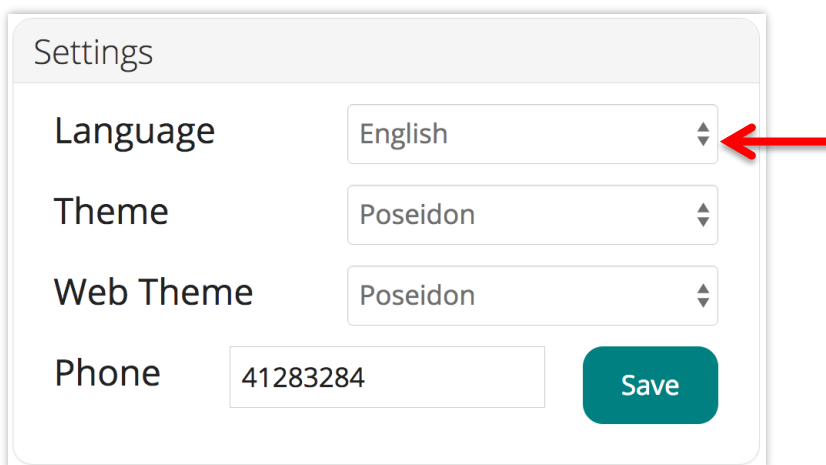 Settings
Language English
Theme Poseidon
Web Theme Poseidon
Phone 41283284 Save